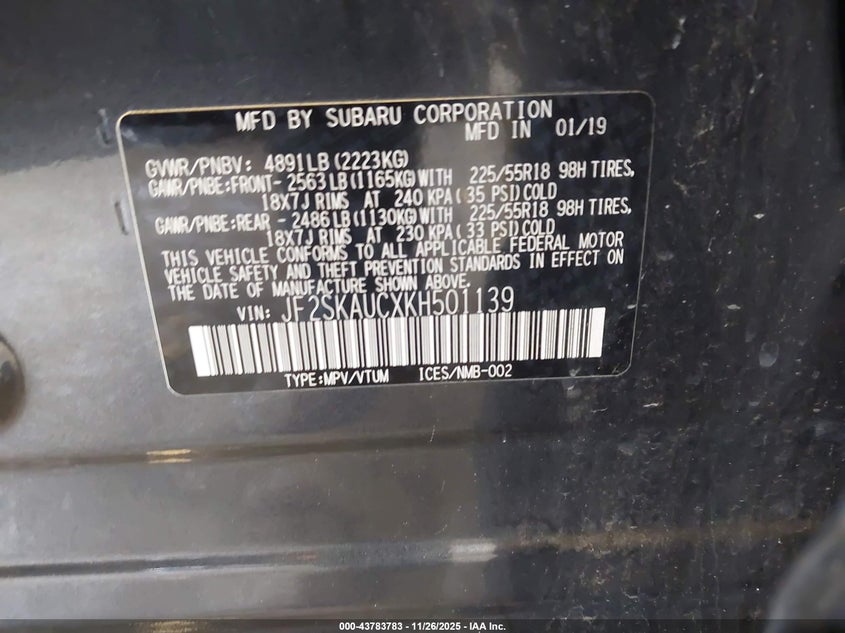 MFD BY SUBARU CORPORATION
MFD IN 01/19
GVWR/PNBV: 4891LB(2223KG)
GAWR/PNBE:FRONT-2563LB(1165KG)WITH 225/55R18 98H TIRES,
18X7J RIMS AT 240 KPA(35 PSI)COLD
GAWR/PNBE:REAR -2486LB(1130KG)WITH 225/55R18 98H TIRES,
18X7J RIMS AT 230 KPA(33 PSI)COLD
THIS VEHICLE CONFORMS TO ALL APPLICABLE FEDERAL MOTOR
VEHICLE SAFETY AND THEFT PREVENTION STANDARDS IN EFFECT ON
THE DATE OF MANUFACTURE SHOWN ABOVE.
VIN: JF2SKAUCXKH501139
TYPE:MPV/VTUM ICES/NMB-002
000-43783783 - 11/26/2025 - IAA Inc.